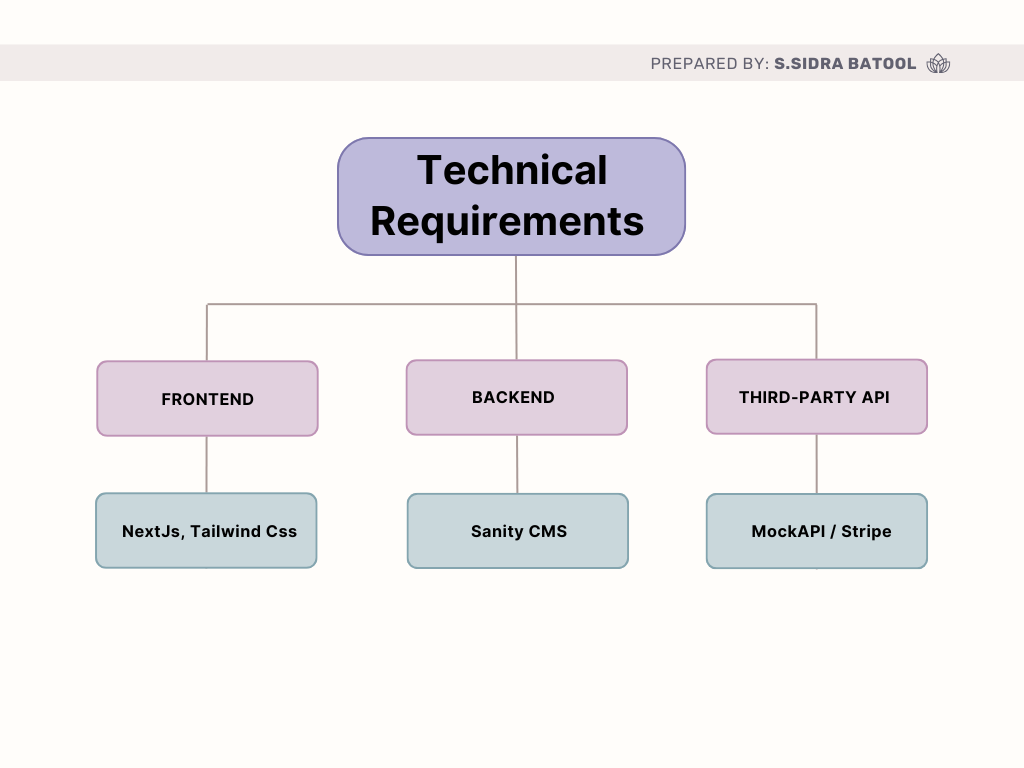 PREPARED BY: S.SIDRA BATOOL
Technical
Requirements
FRONTEND
BACKEND
THIRD-PARTY API
NextJs, Tailwind Css
Sanity CMS
MockAPI / Stripe